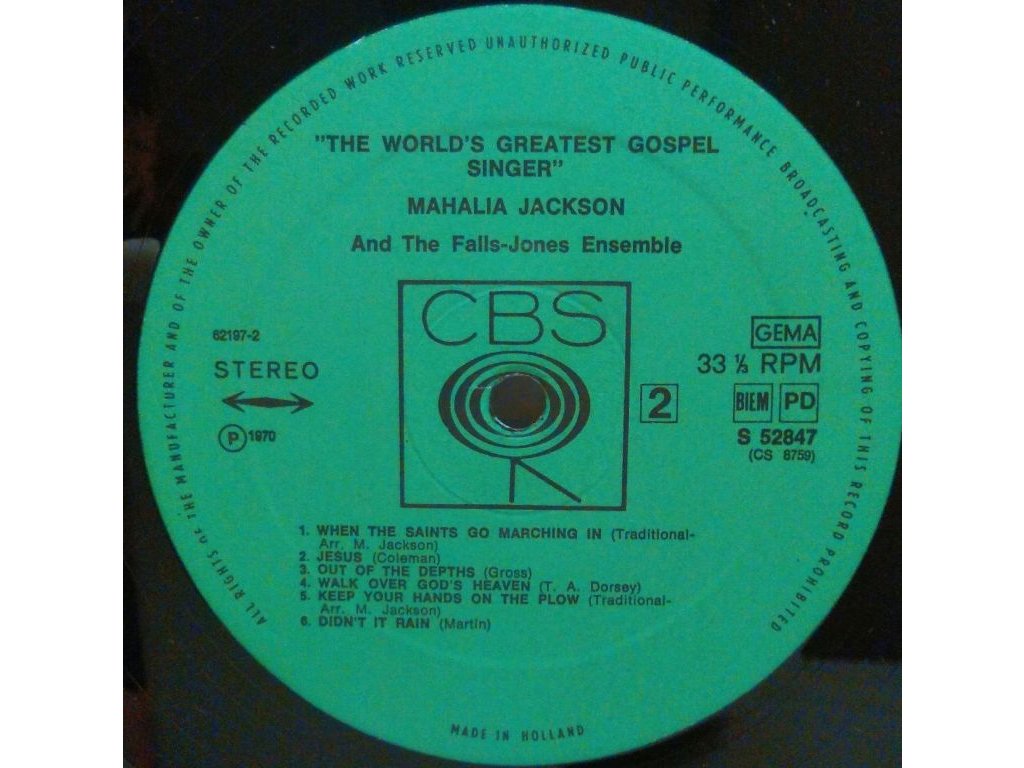 ALL RIGHTS OF THE MANUFACTURER AND OF THE OWNER OF THE RECORDED WORK RESERVED UNAUTHORIZED PUBLIC PERFORMANCE BROADCASTING AND COPYING OF THIS RECORD PROHIBITED
"THE WORLD'S GREATEST GOSPEL
SINGER"
MAHALIA JACKSON
And The Falls-Jones Ensemble
CBS
62197-2
STEREO
P 1970
GEMA
33 ⅓ RPM
2
BIEM PD
S 52847
(CS 8759)
1. WHEN THE SAINTS GO MARCHING IN (Traditional-
Arr. M. Jackson)
2. JESUS (Coleman)
3. OUT OF THE DEPTHS (Gross)
4. WALK OVER GOD'S HEAVEN (T. A. Dorsey)
5. KEEP YOUR HANDS ON THE PLOW (Traditional-
Arr. M. Jackson)
6. DIDN'T IT RAIN (Martin)
MADE IN HOLLAND